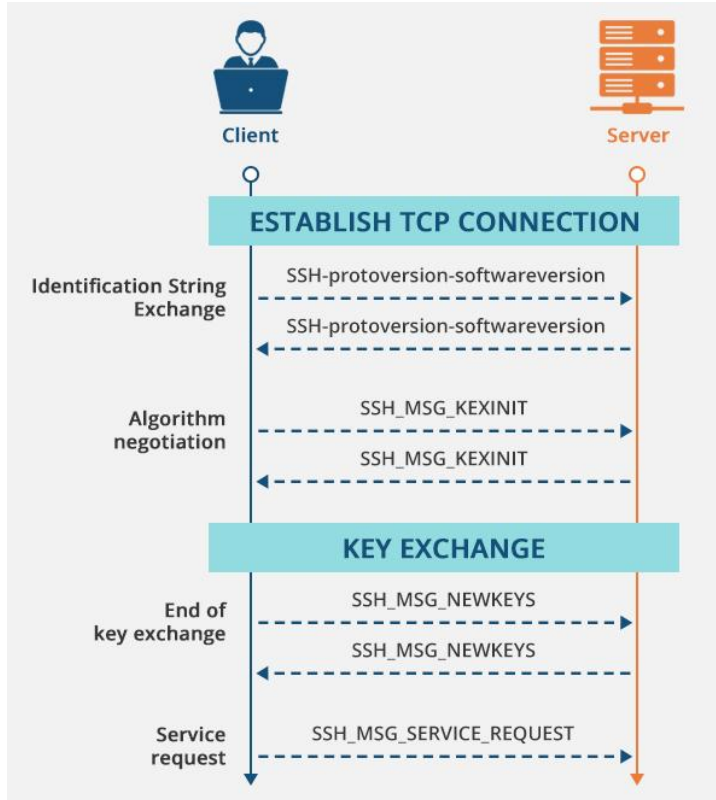 Client
Server
ESTABLISH TCP CONNECTION
Identification String
Exchange
SSH-protoversion-softwareversion
SSH-protoversion-softwareversion
Algorithm
negotiation
SSH_MSG_KEXINIT
SSH_MSG_KEXINIT
KEY EXCHANGE
End of
key exchange
SSH_MSG_NEWKEYS
SSH_MSG_NEWKEYS
Service
request
SSH_MSG_SERVICE_REQUEST